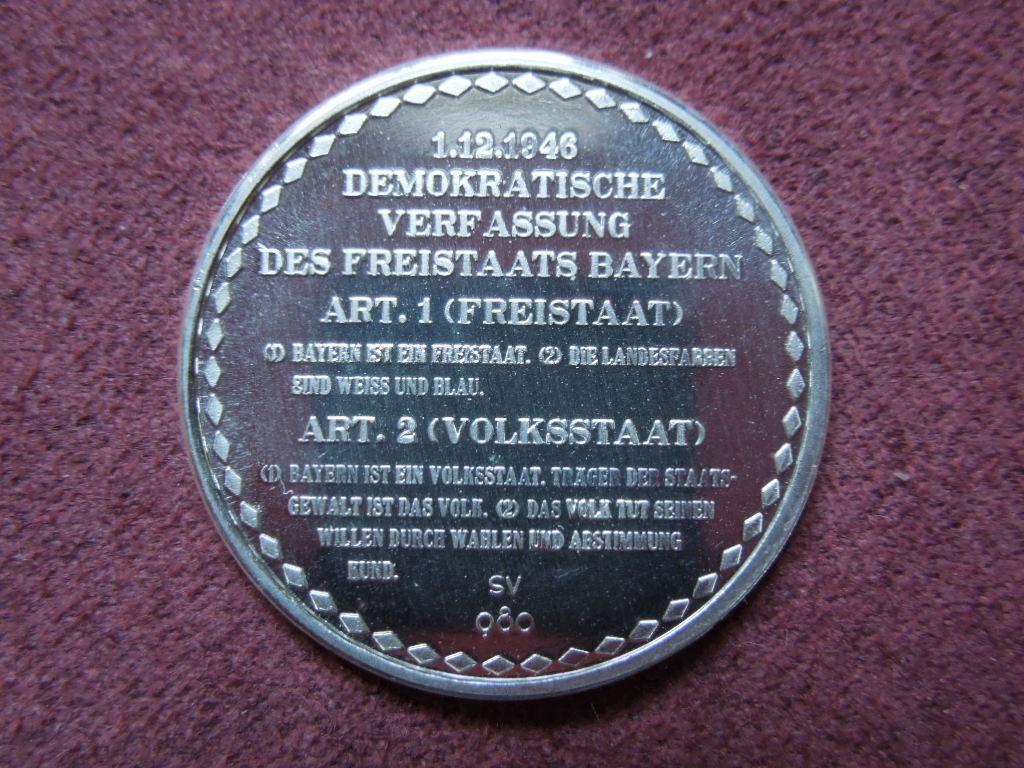 1.12.1946
DEMOKRATISCHE
VERFASSUNG
DES FREISTAATS BAYERN
ART. 1 (FREISTAAT)
(1) BAYERN IST EIN FREISTAAT. (2) DIE LANDESFARBEN
SIND WEISS UND BLAU.
ART. 2 (VOLKSSTAAT)
(1) BAYERN IST EIN VOLKSSTAAT. TRÄGER DER STAATS-
GEWALT IST DAS VOLK. (2) DAS VOLK TUT SEINEN
WILLEN DURCH WAHLEN UND ABSTIMMUNG
KUND.
SV
980